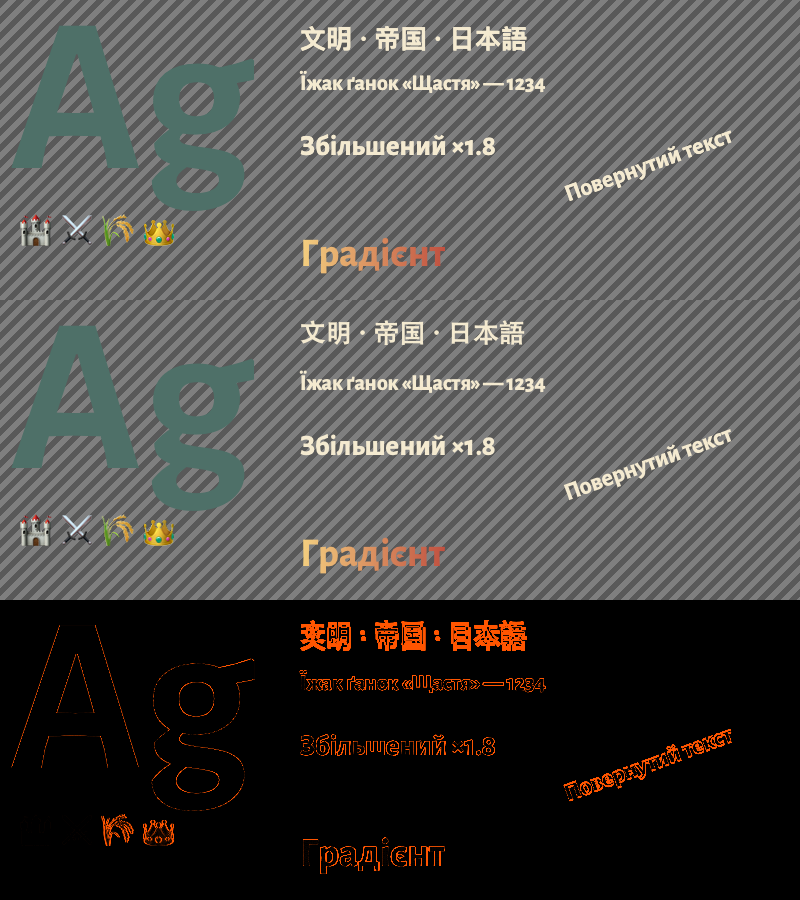 Ag
文明 · 帝国 · 日本語
Їжак ґанок «Щастя» — 1234
Збільшений ×1.8
Повернутий текст
🏰 ⚔ 🌾 👑
Градієнт
Ag
文明 · 帝国 · 日本語
Їжак ґанок «Щастя» — 1234
Збільшений ×1.8
Повернутий текст
🏰 ⚔ 🌾 👑
Градієнт
Ag
文明 · 帝国 · 日本語
Їжак ґанок «Щастя» — 1234
Збільшений ×1.8
Повернутий текст
🌾 👑
Градієнт